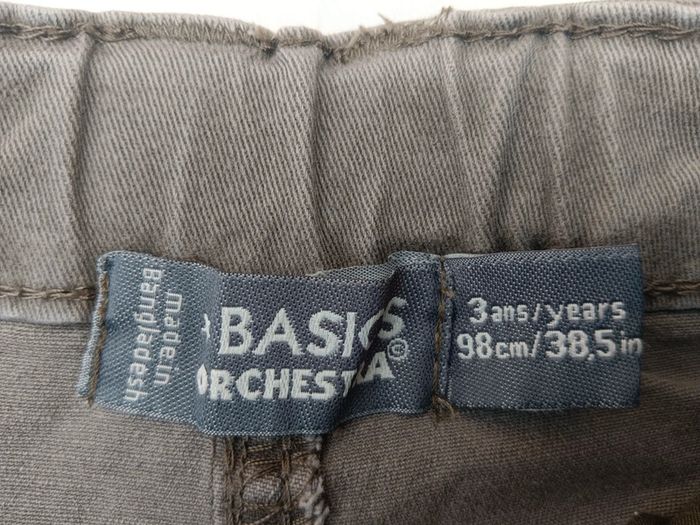 Made in
Bangladesh
BASICS
ORCHESTRA©
3ans/years
98cm/38,5in